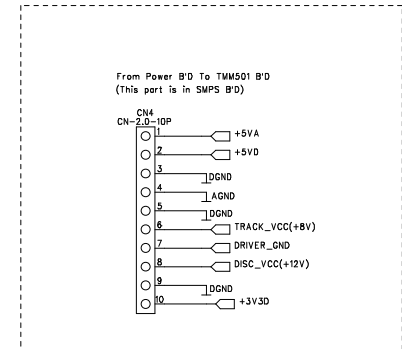 From Power B'D To TMM501 B'D
(This part is in SMPS B'D)
CN4
CN-2.0-10P
1 +5VA
2 +5VD
3 DGND
4 AGND
5 DGND
6 TRACK_VCC(+8V)
7 DRIVER_GND
8 DISC_VCC(+12V)
9 DGND
10 +3V3D